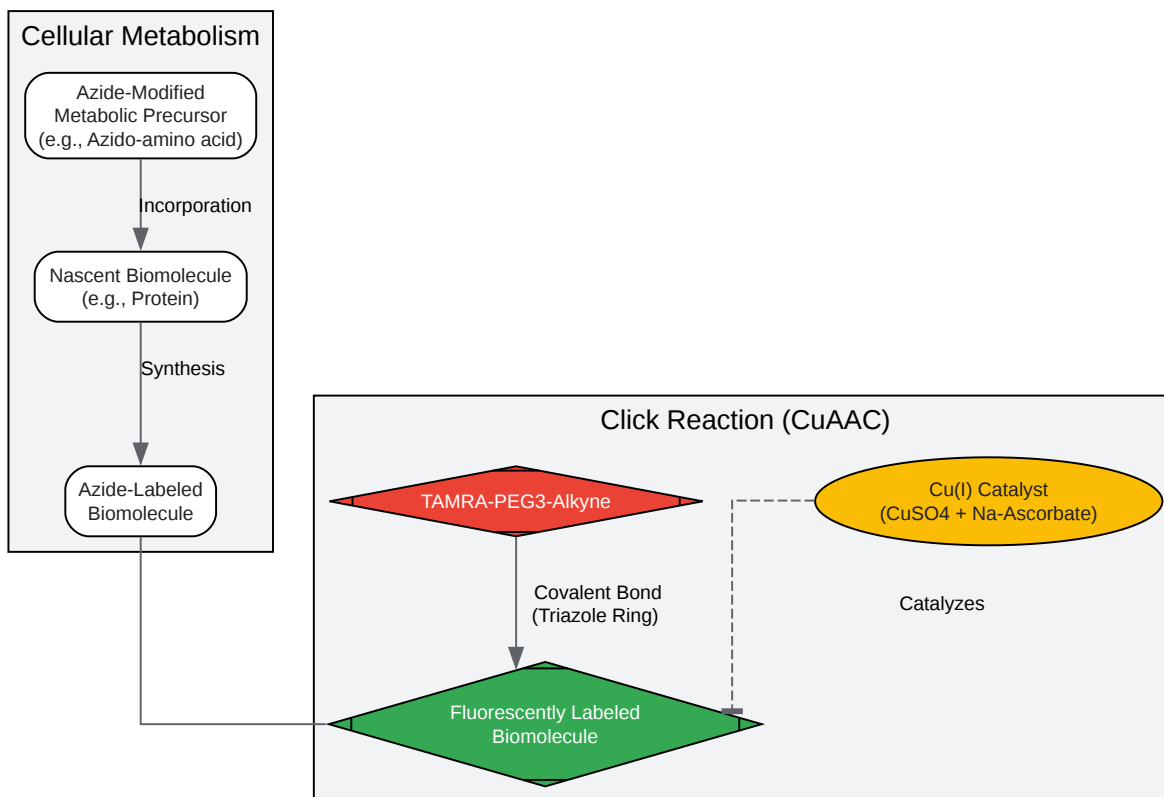 Cellular Metabolism
Azide-Modified
Metabolic Precursor
(e.g., Azido-amino acid)
Incorporation
Nascent Biomolecule
(e.g., Protein)
Synthesis
Azide-Labeled
Biomolecule
Click Reaction (CuAAC)
TAMRA-PEG3-Alkyne
Cu(I) Catalyst
(CuSO4 + Na-Ascorbate)
Covalent Bond
(Triazole Ring)
Catalyzes
Fluorescently Labeled
Biomolecule